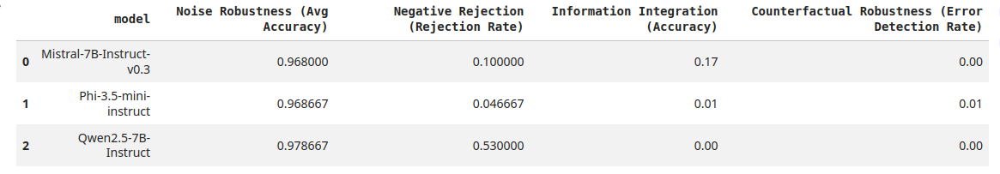 model Noise Robustness (Avg Accuracy) Negative Rejection (Rejection Rate) Information Integration (Accuracy) Counterfactual Robustness (Error Detection Rate)
0 Mistral-7B-Instruct-v0.3 0.968000 0.100000 0.17 0.00
1 Phi-3.5-mini-instruct 0.968667 0.046667 0.01 0.01
2 Qwen2.5-7B-Instruct 0.978667 0.530000 0.00 0.00